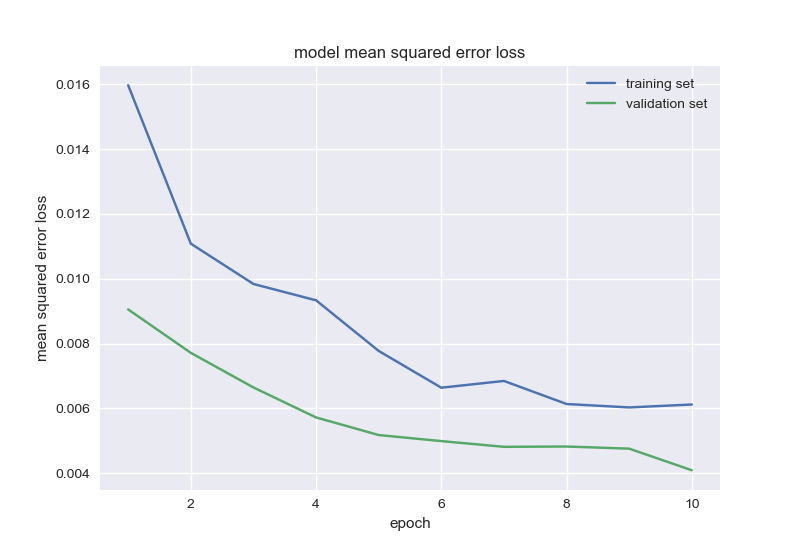 model mean squared error loss
training set
validation set
0.016
0.014
0.012
0.010
0.008
0.006
0.004
mean squared error loss
2 4 6 8 10
epoch